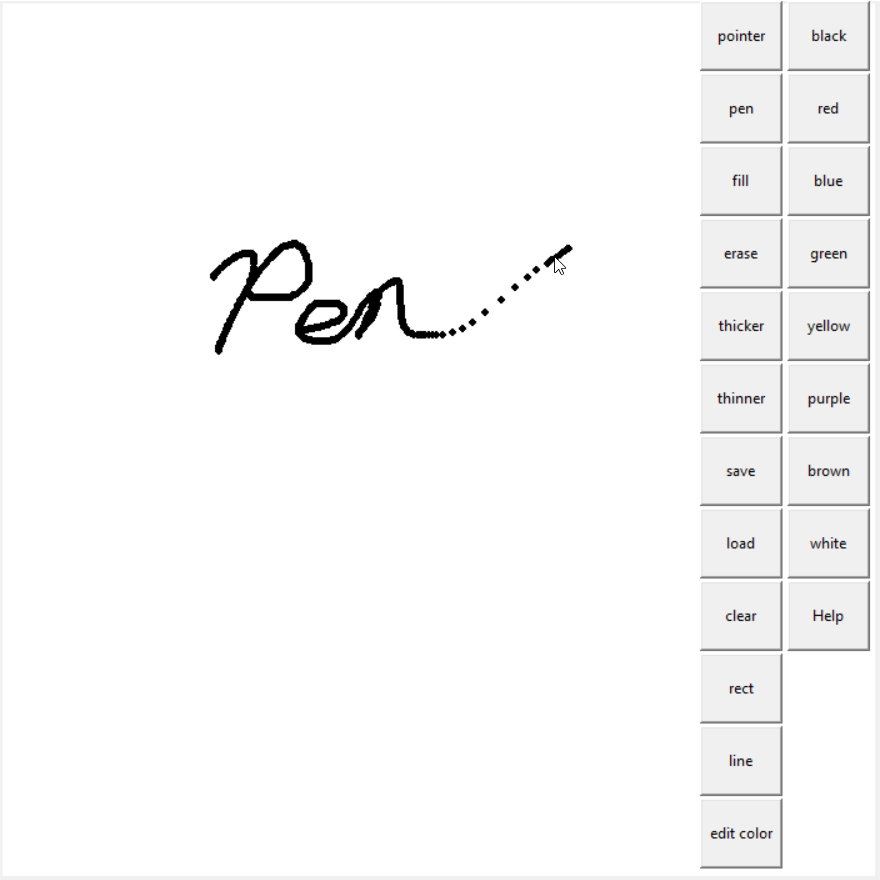 Pen
pointer black
pen red
fill blue
erase green
thicker yellow
thinner purple
save brown
load white
clear Help
rect
line
edit color